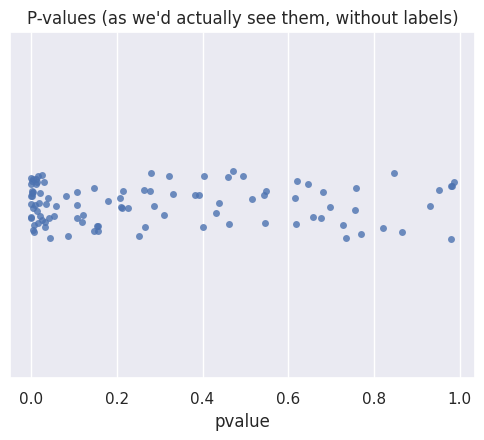 P-values (as we'd actually see them, without labels)
0.0 0.2 0.4 0.6 0.8 1.0
pvalue